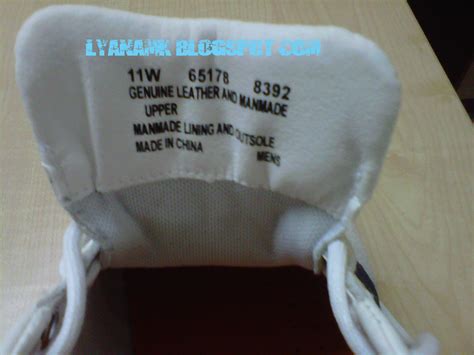 LYANAMK.BLOGSPOT.COM
11W 65178 8392
GENUINE LEATHER AND MANMADE
UPPER
MANMADE LINING AND OUTSOLE
MADE IN CHINA MENS